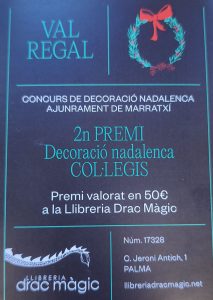 VAL
REGAL
CONCURS DE DECORACIÓ NADALENCA
AJUNRAMENT DE MARRATXÍ
2n PREMI
Decoració nadalenca
COL·LEGIS
Premi valorat en 50€
a la Llibreria Drac Màgic
LLIBRERIA
drac màgic
Núm. 17328
C. Jeroni Antich, 1
PALMA
llibreriadracmagic.net